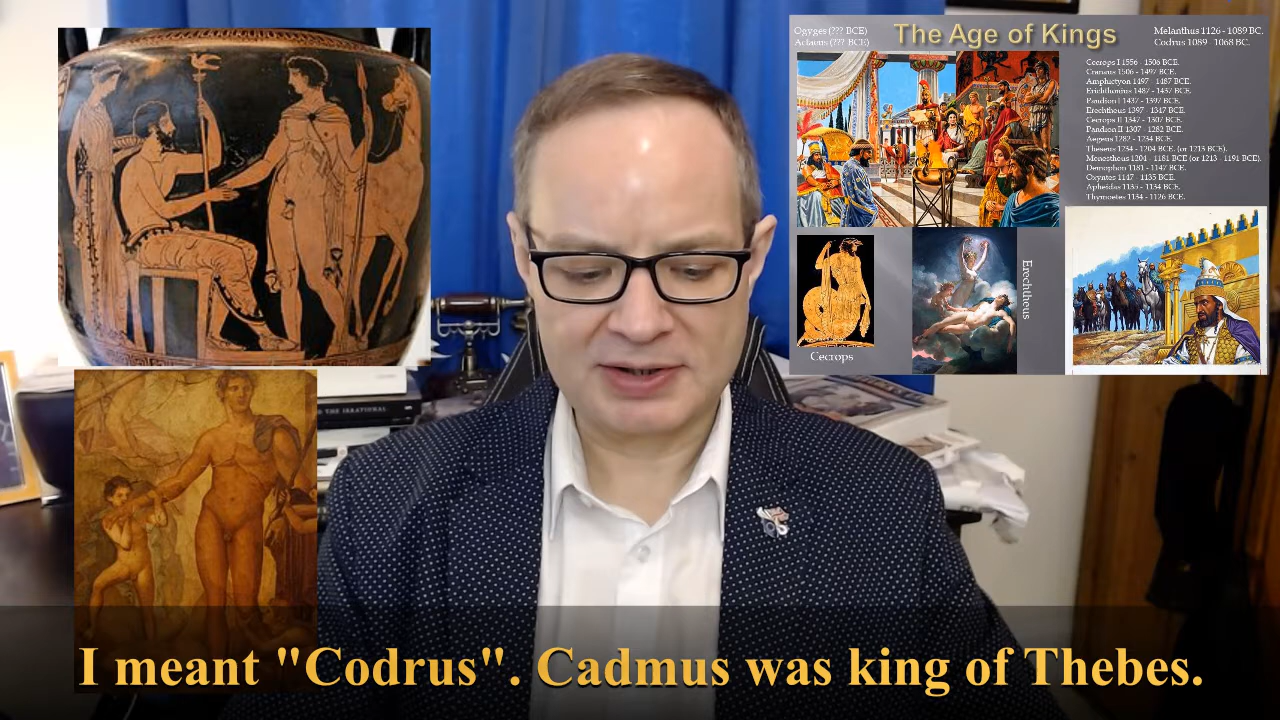 Ogyges (??? BCE)
Actaeus (??? BCE)
The Age of Kings
Melanthus 1126 - 1089 BC.
Codrus 1089 - 1068 BC.
Cecrops I 1556 - 1506 BCE.
Cranaus 1506 - 1497 BCE.
Amphictyon 1497 - 1487 BCE.
Erichthonius 1487 - 1437 BCE.
Pandion I 1437 - 1397 BCE.
Erechtheus 1397 - 1347 BCE.
Cecrops II 1347 - 1307 BCE.
Pandion II 1307 - 1282 BCE.
Aegeus 1282 - 1234 BCE.
Theseus 1234 - 1204 BCE. (or 1213 BCE).
Menestheus 1204 - 1181 BCE (or 1213 - 1191 BCE).
Demophon 1181 - 1147 BCE.
Oxyntes 1147 - 1135 BCE.
Apheidas 1135 - 1134 BCE.
Thymoetes 1134 - 1126 BCE.
Erechtheus
Cecrops
THE IRRATIONAL
I meant "Codrus". Cadmus was king of Thebes.